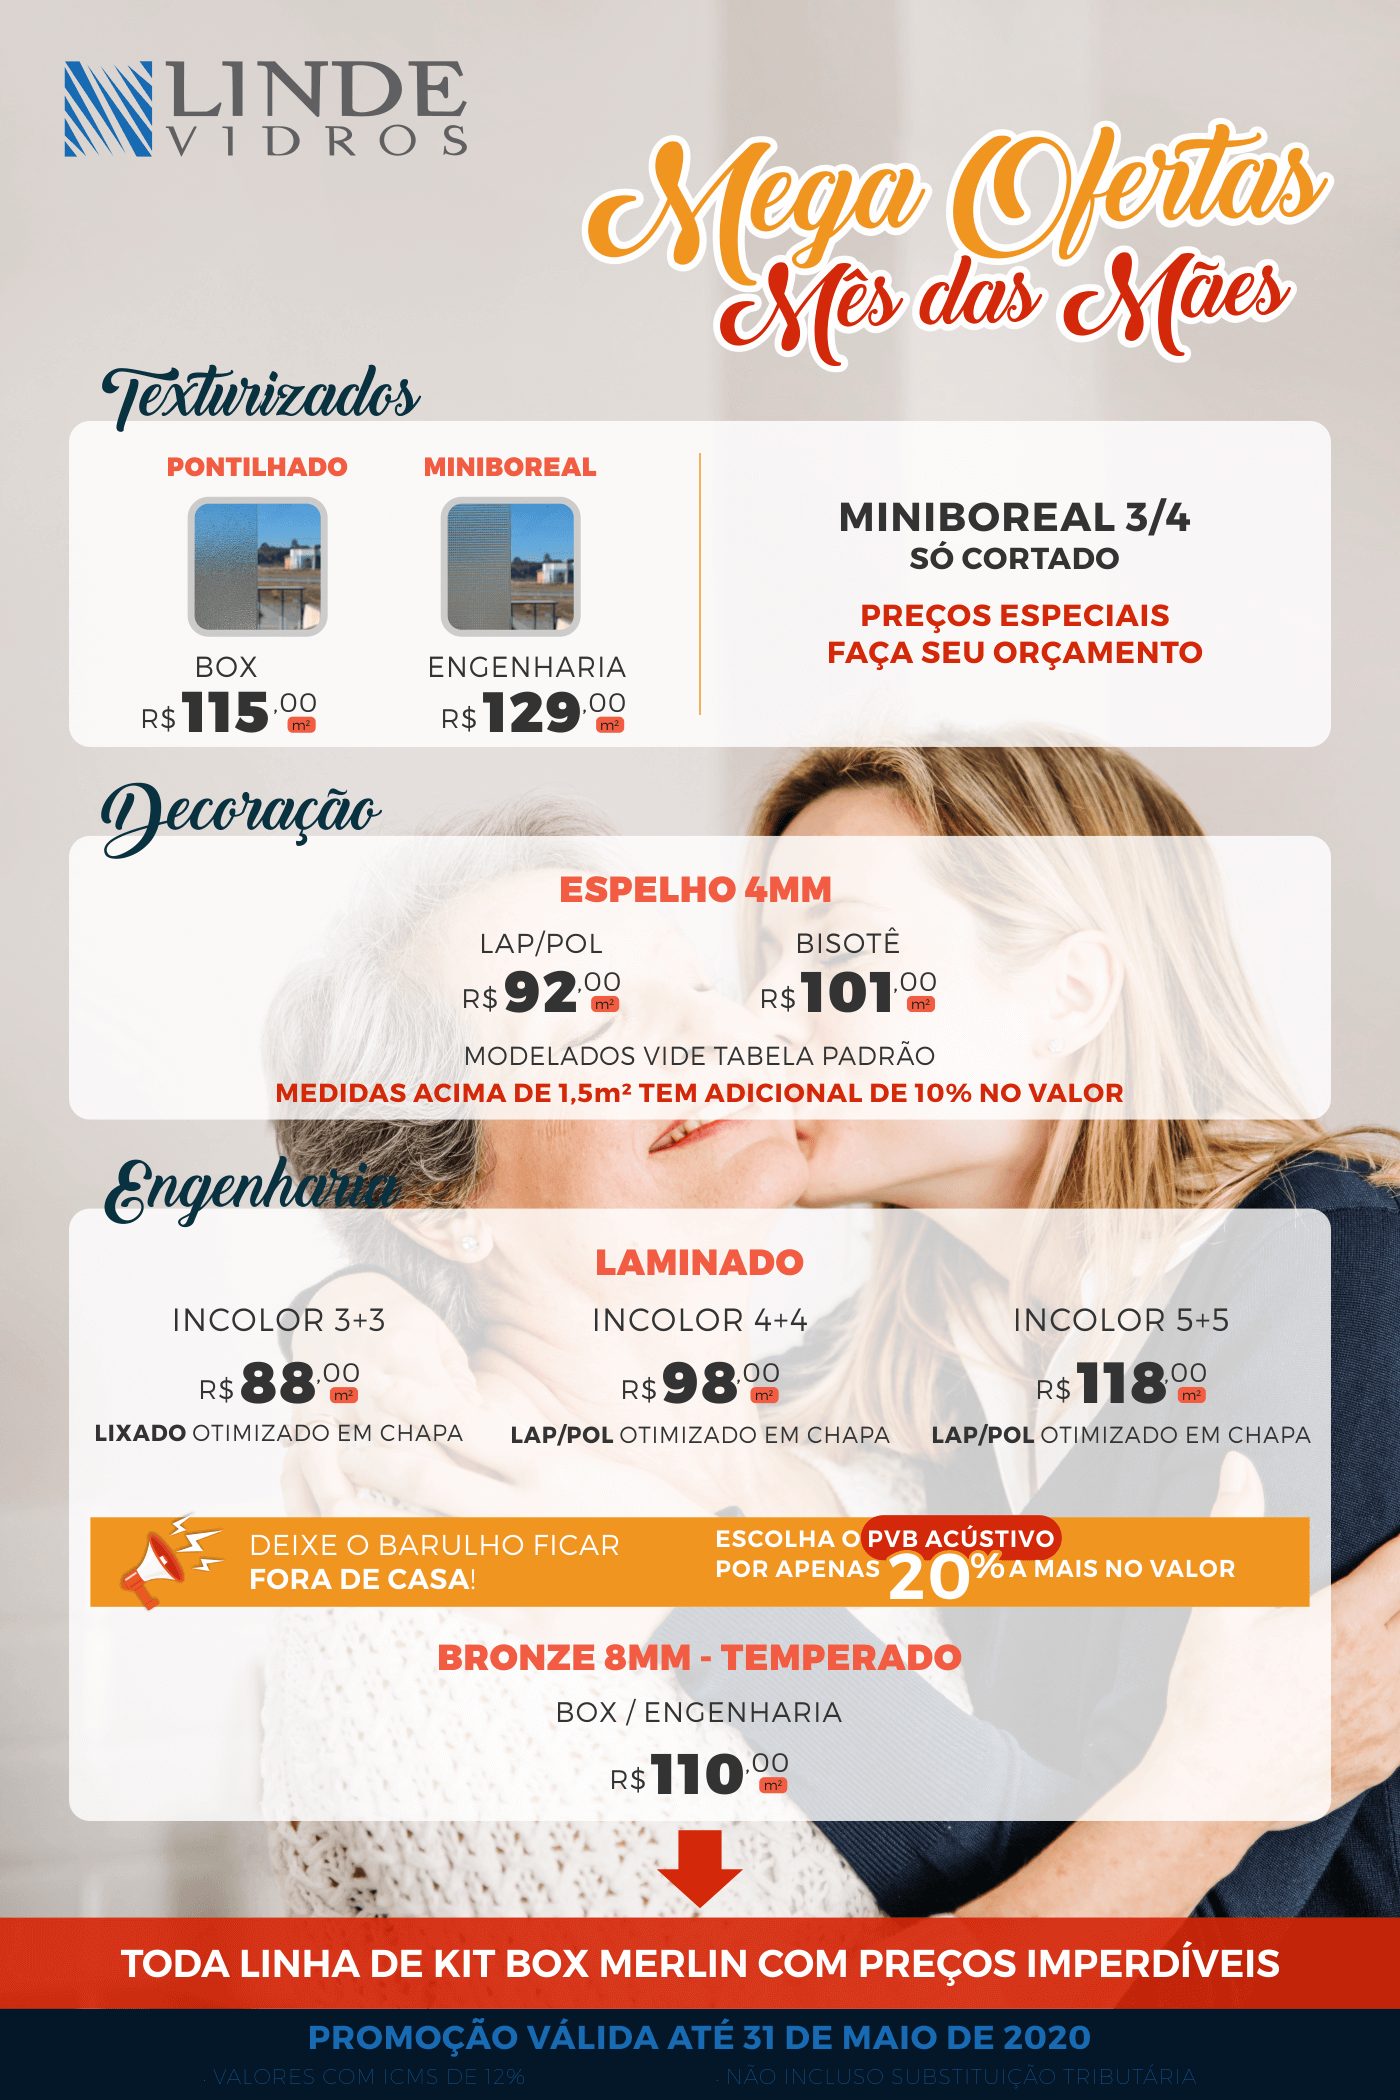 LINDE
VIDROS
Mega Ofertas
Mês das Mães
Texturizados
PONTILHADO
BOX
R$ 115,00 m²
MINIBOREAL
ENGENHARIA
R$ 129,00 m²
MINIBOREAL 3/4
SÓ CORTADO
PREÇOS ESPECIAIS
FAÇA SEU ORÇAMENTO
Decoração
ESPELHO 4MM
LAP/POL
R$ 92,00 m²
BISOTÊ
R$ 101,00 m²
MODELADOS VIDE TABELA PADRÃO
MEDIDAS ACIMA DE 1,5m² TEM ADICIONAL DE 10% NO VALOR
Engenharia
LAMINADO
INCOLOR 3+3
R$ 88,00 m²
LIXADO OTIMIZADO EM CHAPA
INCOLOR 4+4
R$ 98,00 m²
LAP/POL OTIMIZADO EM CHAPA
INCOLOR 5+5
R$ 118,00 m²
LAP/POL OTIMIZADO EM CHAPA
DEIXE O BARULHO FICAR
FORA DE CASA!
ESCOLHA O PVB ACÚSTIVO
POR APENAS 20% A MAIS NO VALOR
BRONZE 8MM - TEMPERADO
BOX / ENGENHARIA
R$ 110,00 m²
TODA LINHA DE KIT BOX MERLIN COM PREÇOS IMPERDÍVEIS
PROMOÇÃO VÁLIDA ATÉ 31 DE MAIO DE 2020
· VALORES COM ICMS DE 12%
· NÃO INCLUSO SUBSTITUIÇÃO TRIBUTÁRIA